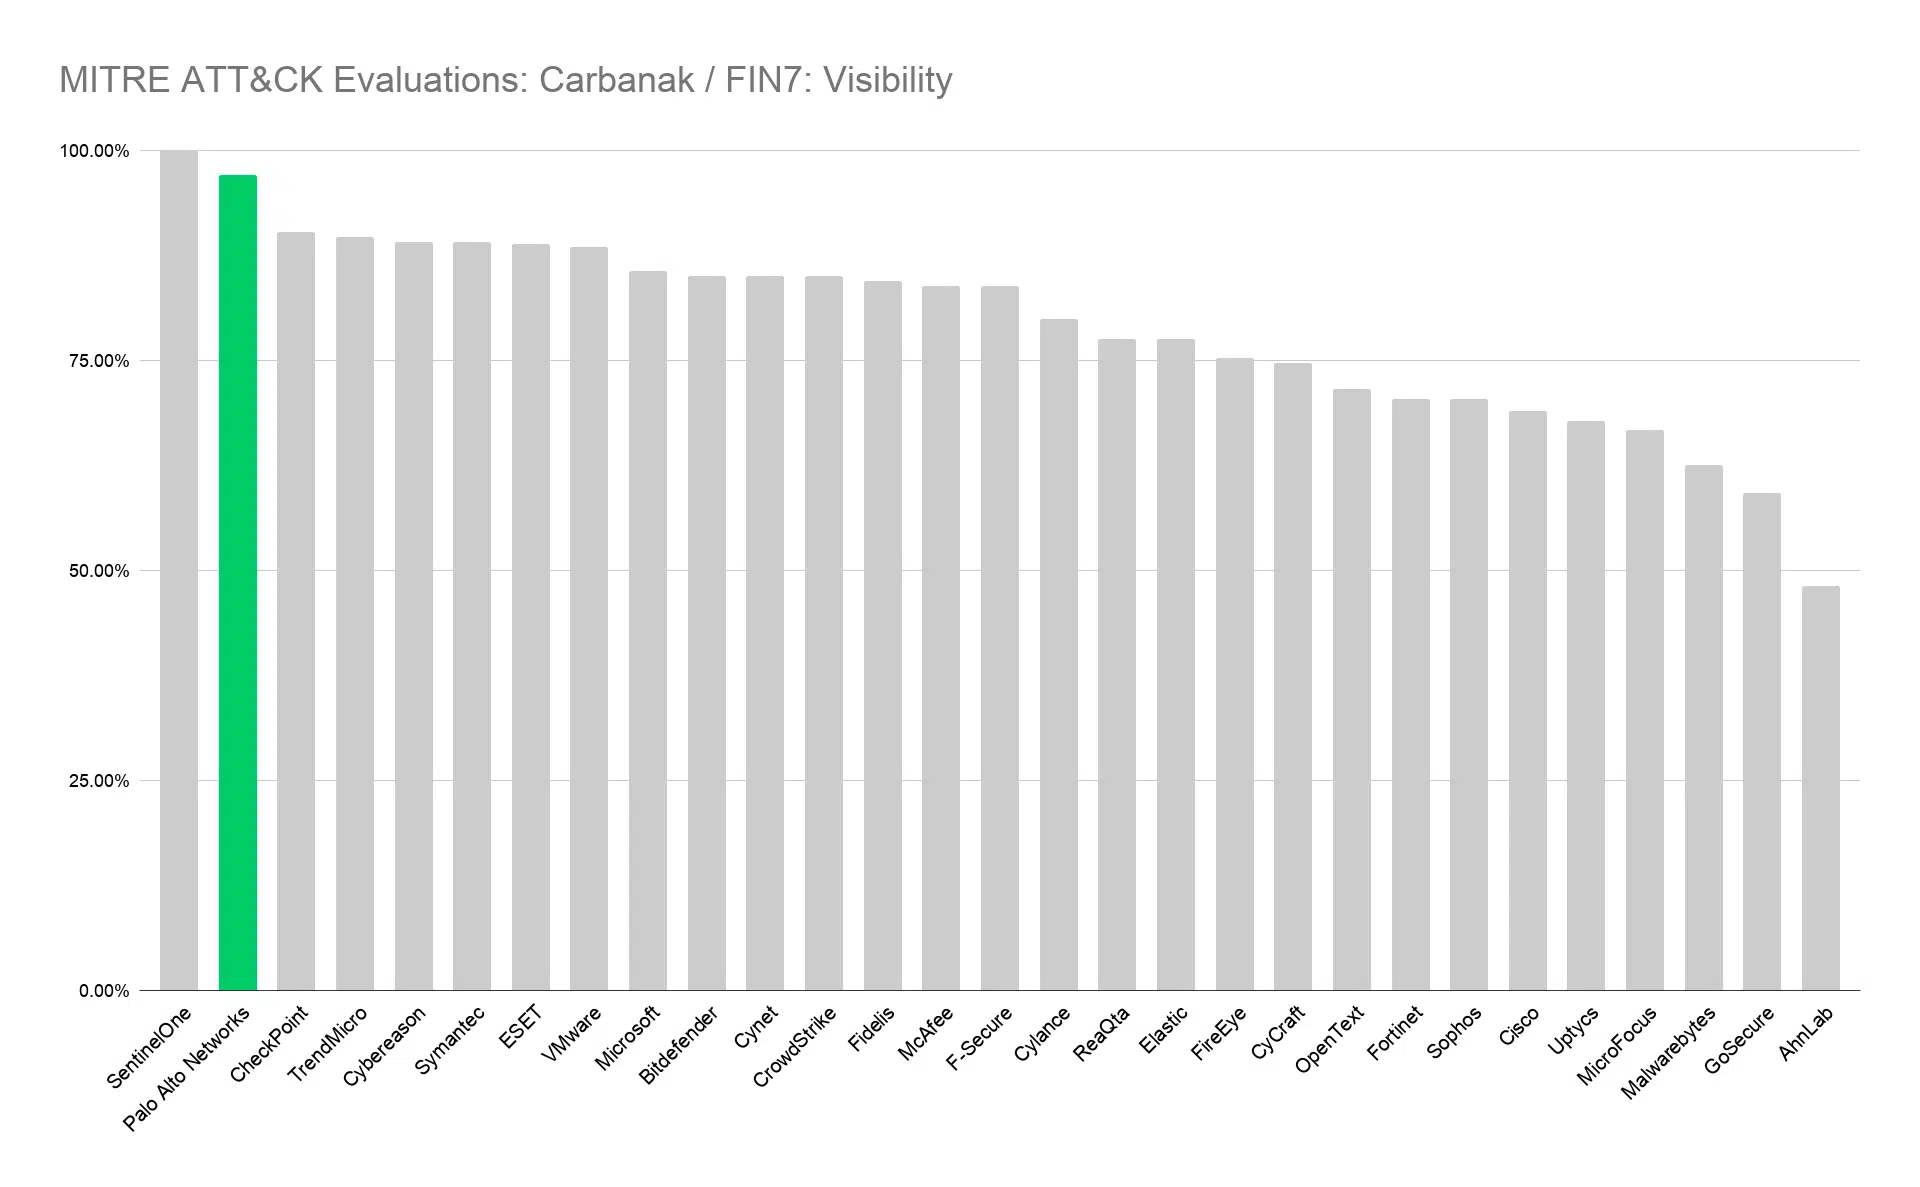 MITRE ATT&CK Evaluations: Carbanak / FIN7: Visibility
100.00%
75.00%
50.00%
25.00%
0.00%
SentinelOne
Palo Alto Networks
CheckPoint
TrendMicro
Cybereason
Symantec
ESET
VMware
Microsoft
Bitdefender
Cynet
CrowdStrike
Fidelis
McAfee
F-Secure
Cylance
ReaQta
Elastic
FireEye
CyCraft
OpenText
Fortinet
Sophos
Cisco
Uptycs
MicroFocus
Malwarebytes
GoSecure
AhnLab